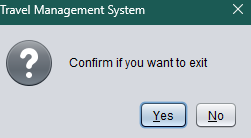 Travel Management System
Confirm if you want to exit
Yes No